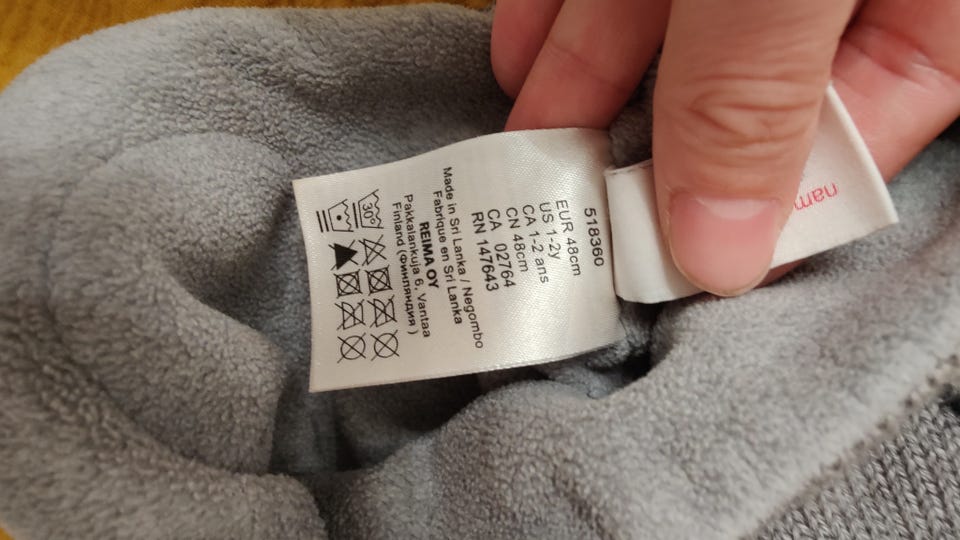 518360
EUR 48cm
US 1-2y
CA 1-2 ans
CN 48cm
CA 02764
RN 147643
Made in Sri Lanka / Negombo
Fabrique en Sri Lanka
REIMA OY
Pakkalankuja 6, Vantaa
Finland (Финляндия)
30°
nam